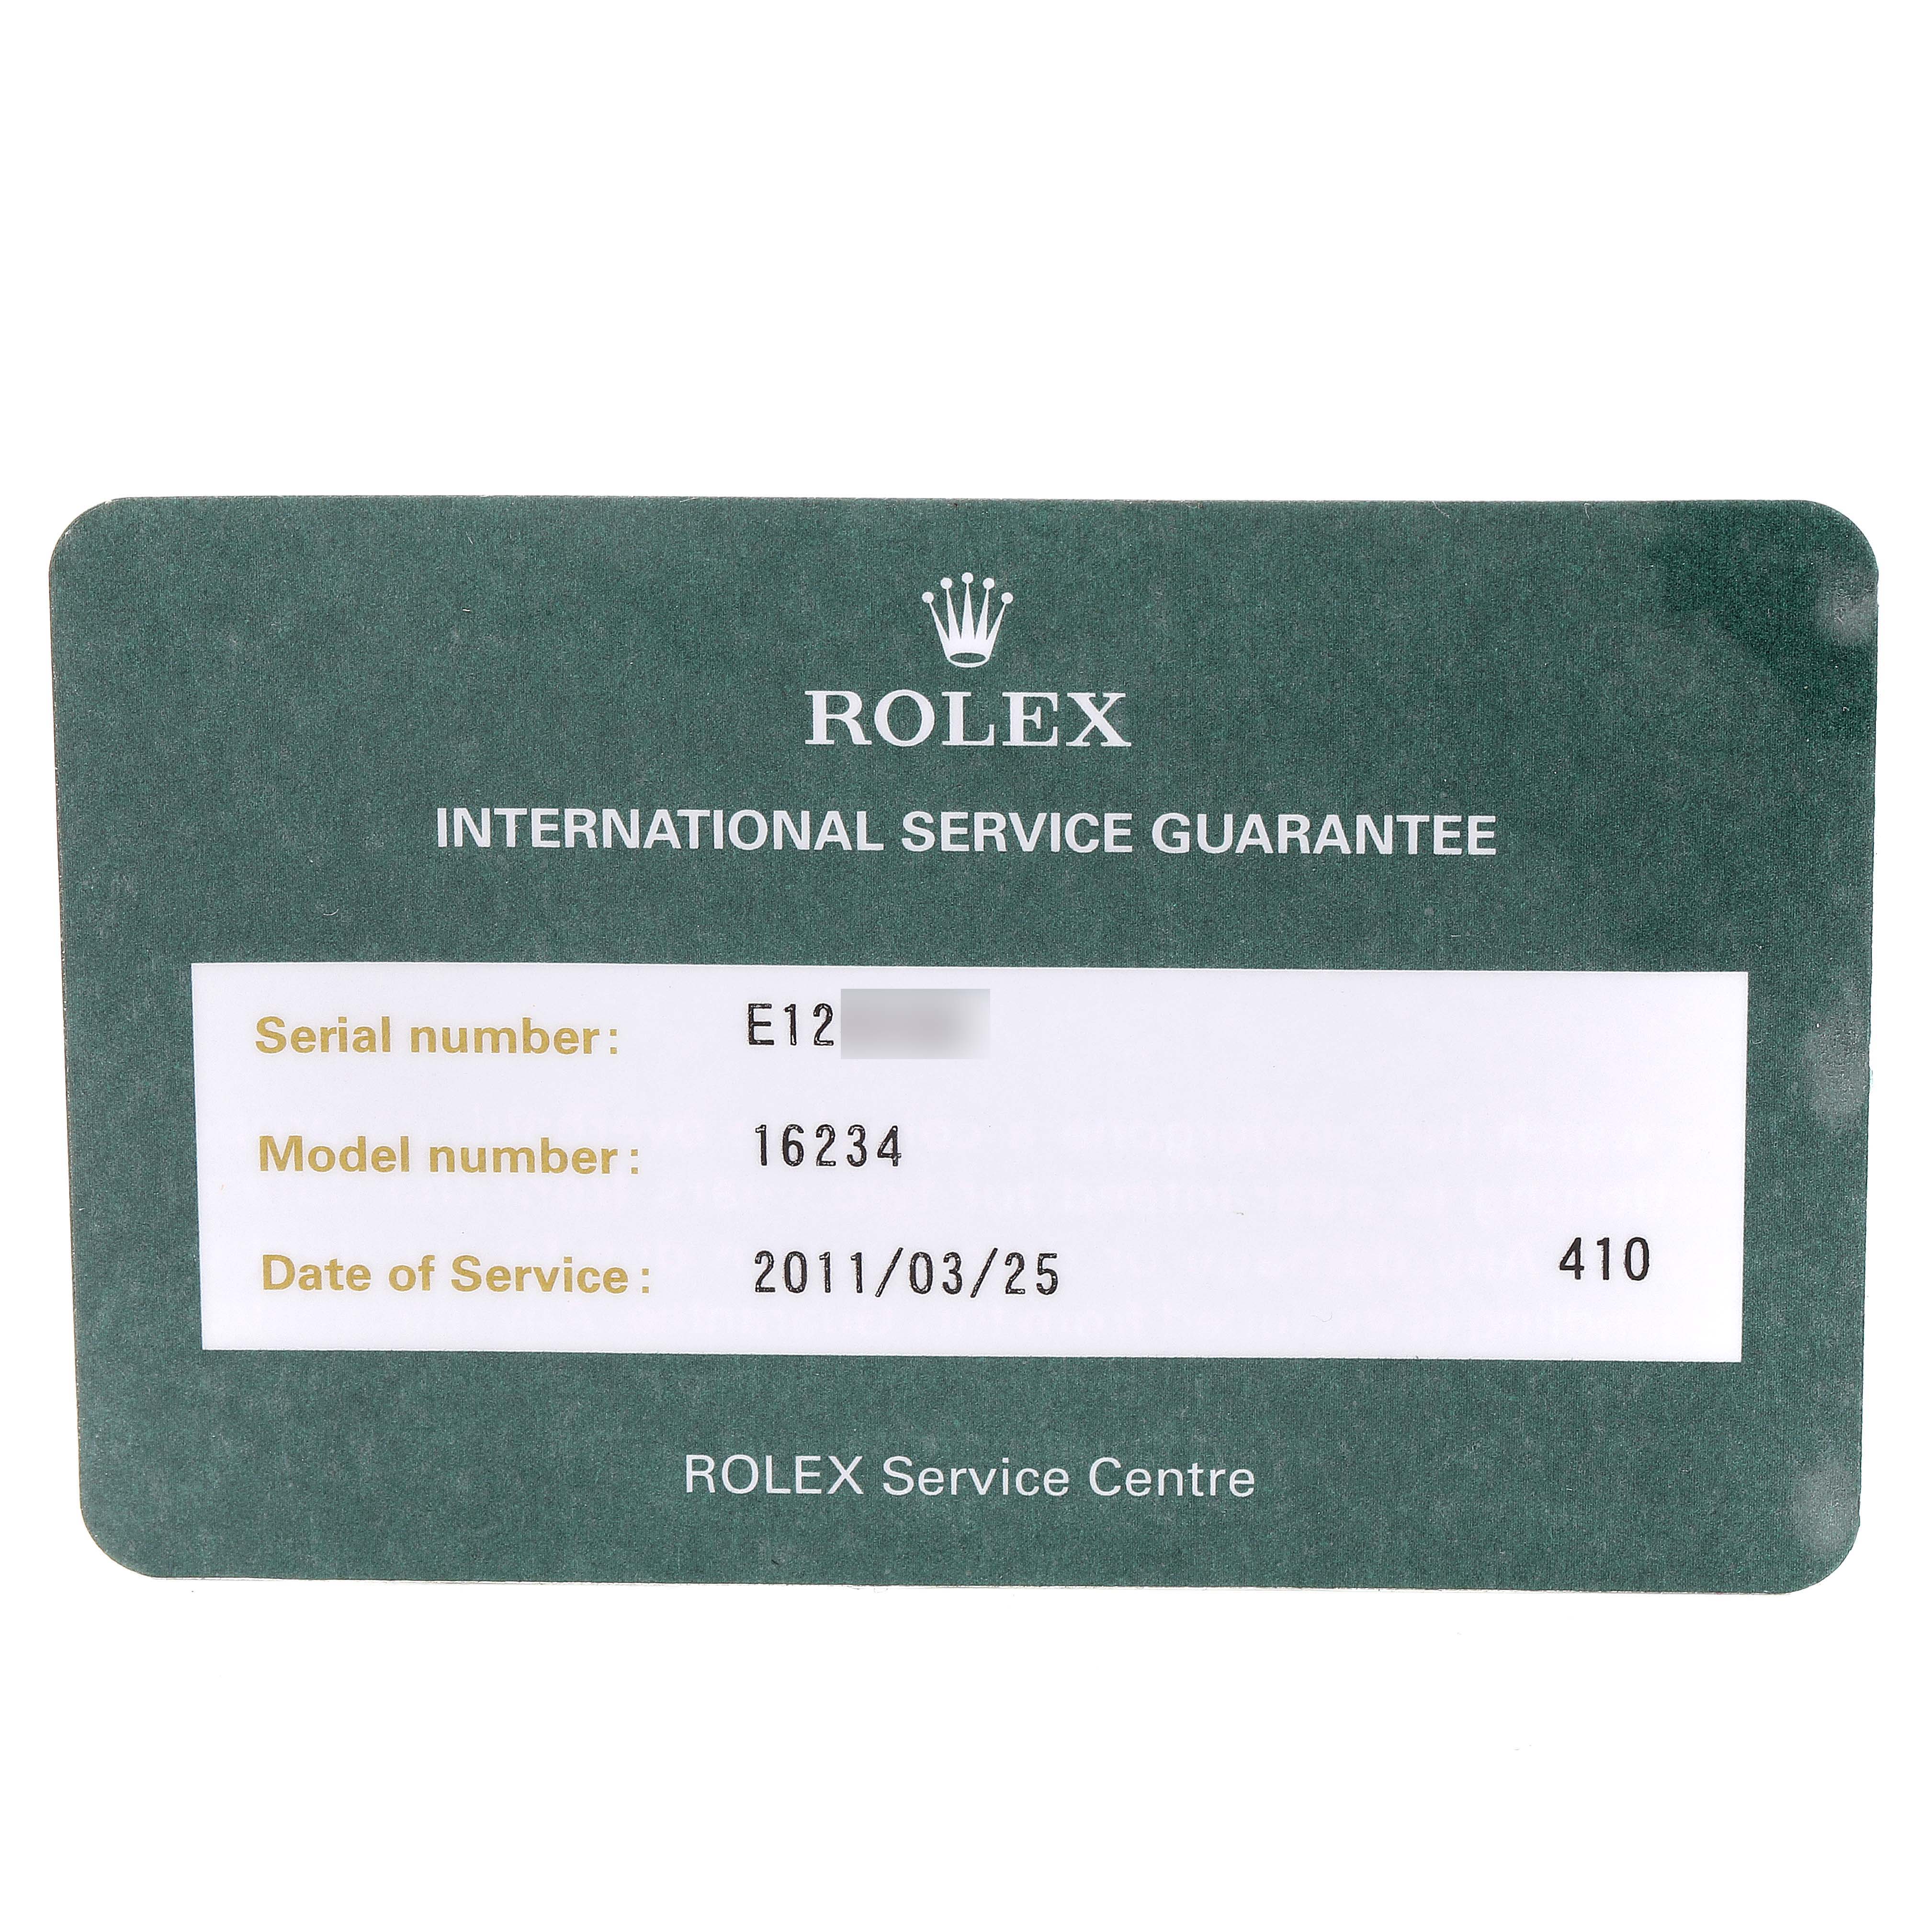 ROLEX
INTERNATIONAL SERVICE GUARANTEE
Serial number: E12
Model number: 16234
Date of Service: 2011/03/25 410
ROLEX Service Centre